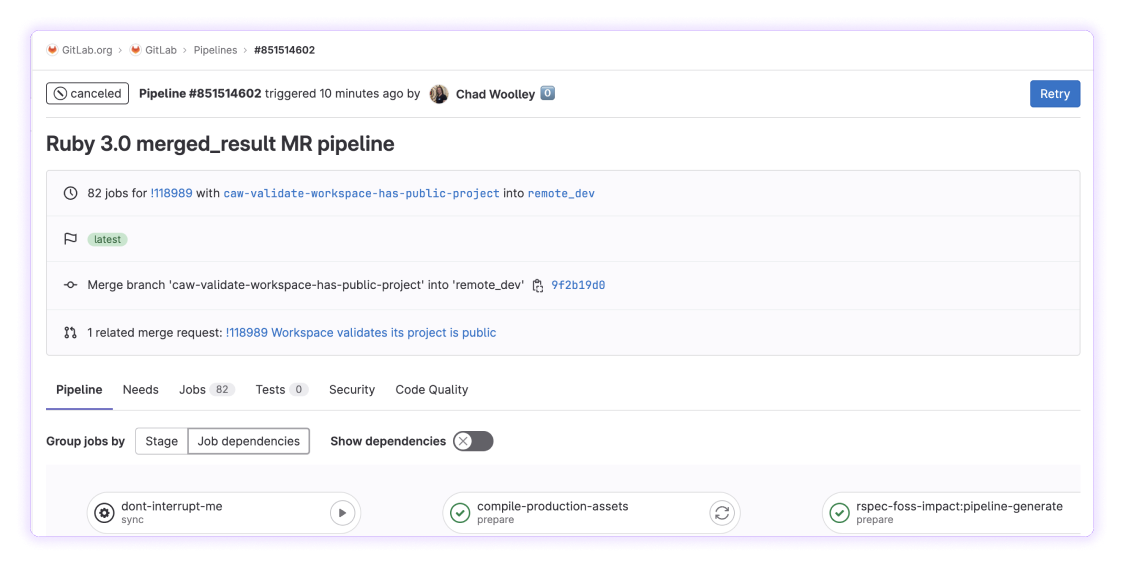 GitLab.org > GitLab > Pipelines > #851514602
canceled Pipeline #851514602 triggered 10 minutes ago by Chad Woolley 0 Retry
Ruby 3.0 merged_result MR pipeline
82 jobs for !118989 with caw-validate-workspace-has-public-project into remote_dev
latest
Merge branch 'caw-validate-workspace-has-public-project' into 'remote_dev' 9f2b19d0
1 related merge request: !118989 Workspace validates its project is public
Pipeline Needs Jobs 82 Tests 0 Security Code Quality
Group jobs by Stage Job dependencies Show dependencies
dont-interrupt-me compile-production-assets rspec-foss-impact:pipeline-generate
sync prepare prepare